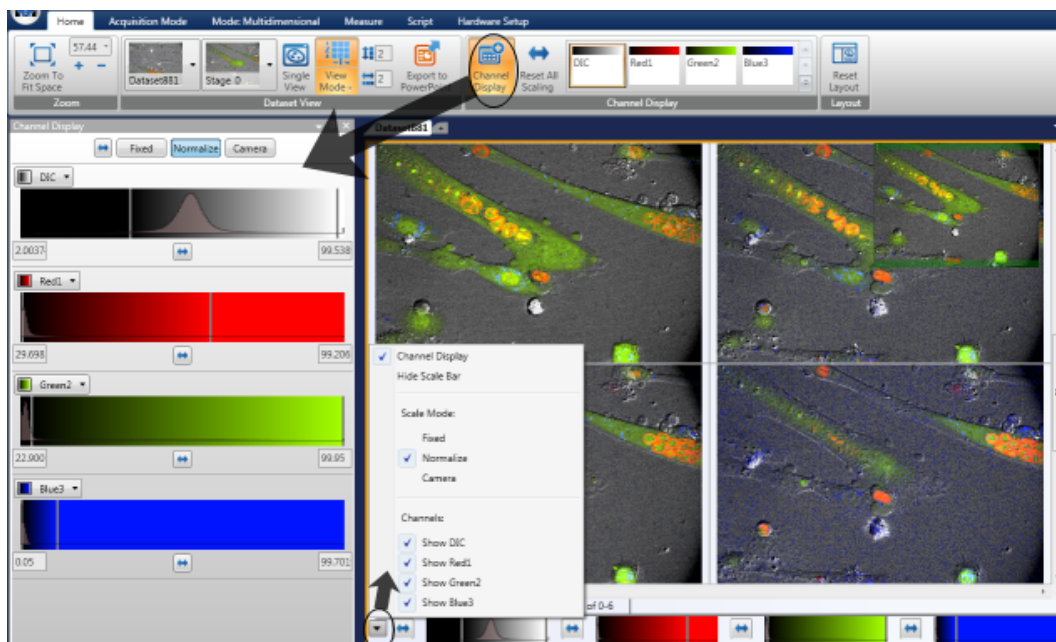 Home Acquisition Mode Mode: Multidimensional Measure Script Hardware Setup
57.44
Zoom To
Fit Space
Zoom
Dataset881
Stage 0
Single
View
View
Mode
2
2
Export to
PowerPoint
Dataset View
Channel
Display
Reset All
Scaling
DIC
Red1
Green2
Blue3
Channel Display
Reset
Layout
Layout
Channel Display
Fixed Normalize Camera
DIC
2.0037 99.538
Red1
29.698 99.206
Green2
22.900 99.95
Blue3
0.05 99.701
Dataset881 +
Channel Display
Hide Scale Bar
Scale Mode:
Fixed
Normalize
Camera
Channels:
Show DIC
Show Red1
Show Green2
Show Blue3
of 0-6